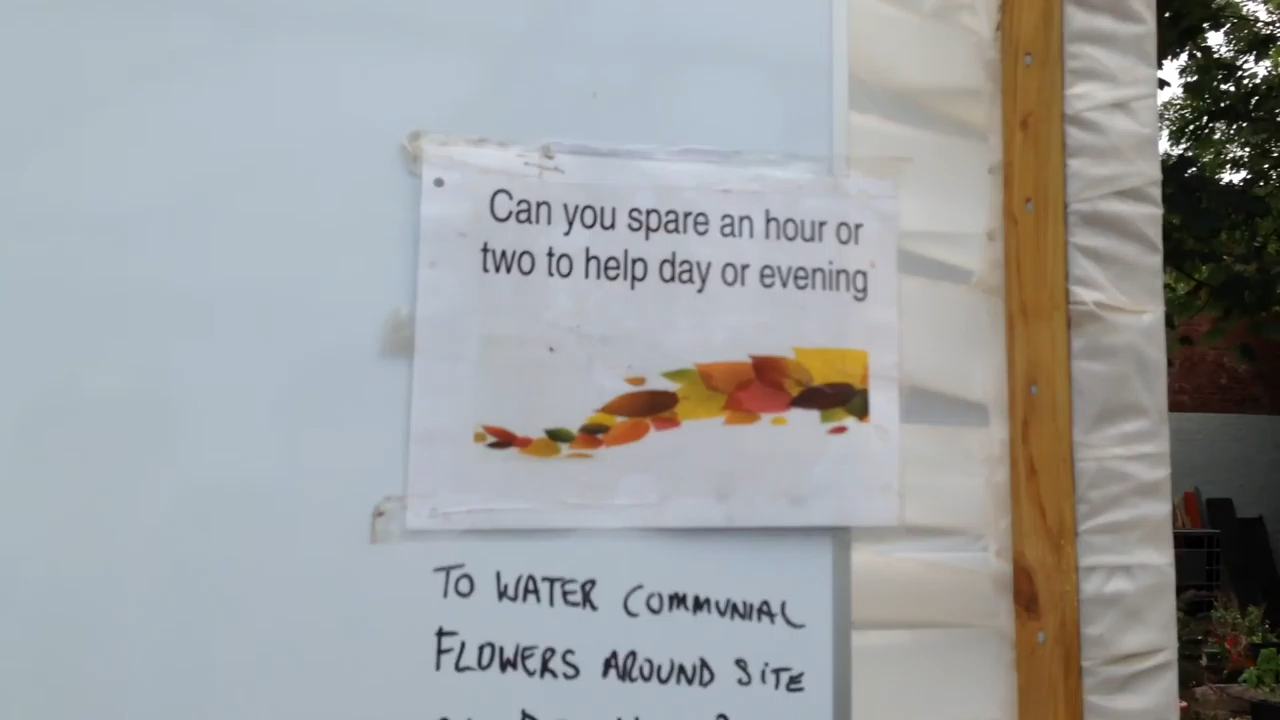 Can you spare an hour or
two to help day or evening
TO WATER COMMUNIAL
FLOWERS AROUND SITE